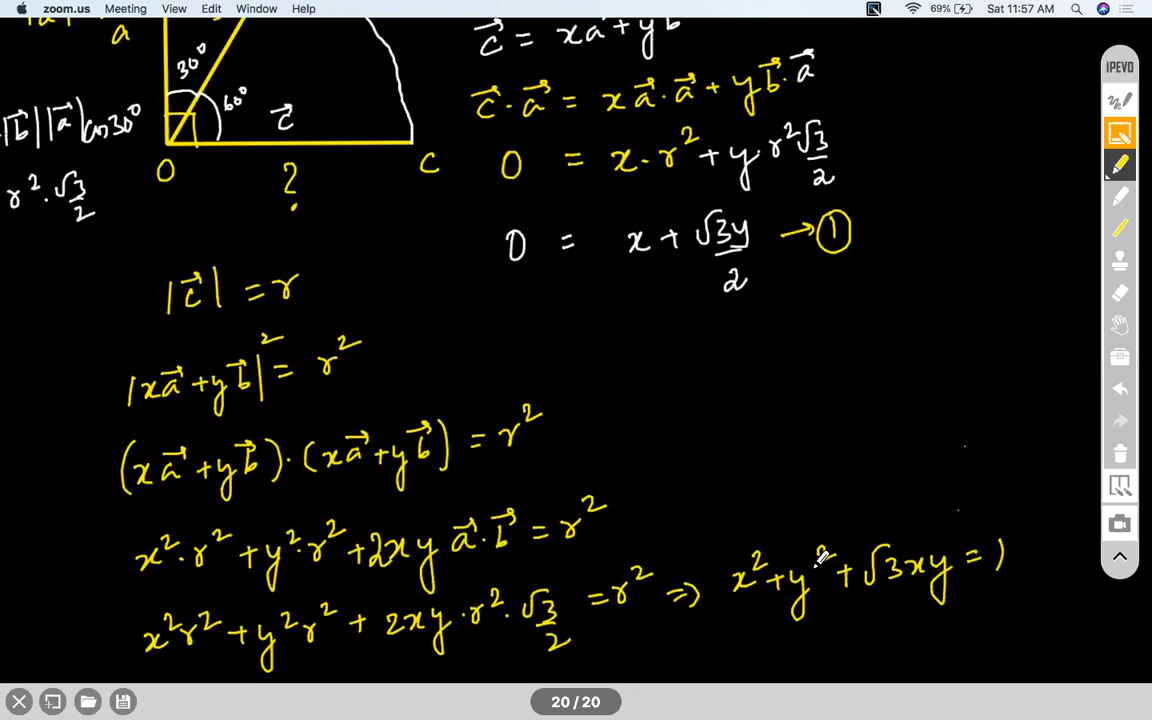 zoom.us Meeting View Edit Window Help 69% Sat 11:57 AM
a
30°
60°
|b⃗||a⃗|cos30°
c⃗
O
?
C
r²·√3/2
c⃗ = xa⃗+yb⃗
c⃗·a⃗ = xa⃗·a⃗+yb⃗·a⃗
0 = x·r²+y·r²√3/2
0 = x+√3y/2 → ①
|c⃗| = r
|xa⃗+yb⃗|² = r²
(xa⃗+yb⃗)·(xa⃗+yb⃗) = r²
x²·r²+y²·r²+2xy a⃗·b⃗ = r²
x²r²+y²r²+2xy·r²·√3/2 = r² ⇒ x²+y²+√3xy = 1
IPEVO
20/20